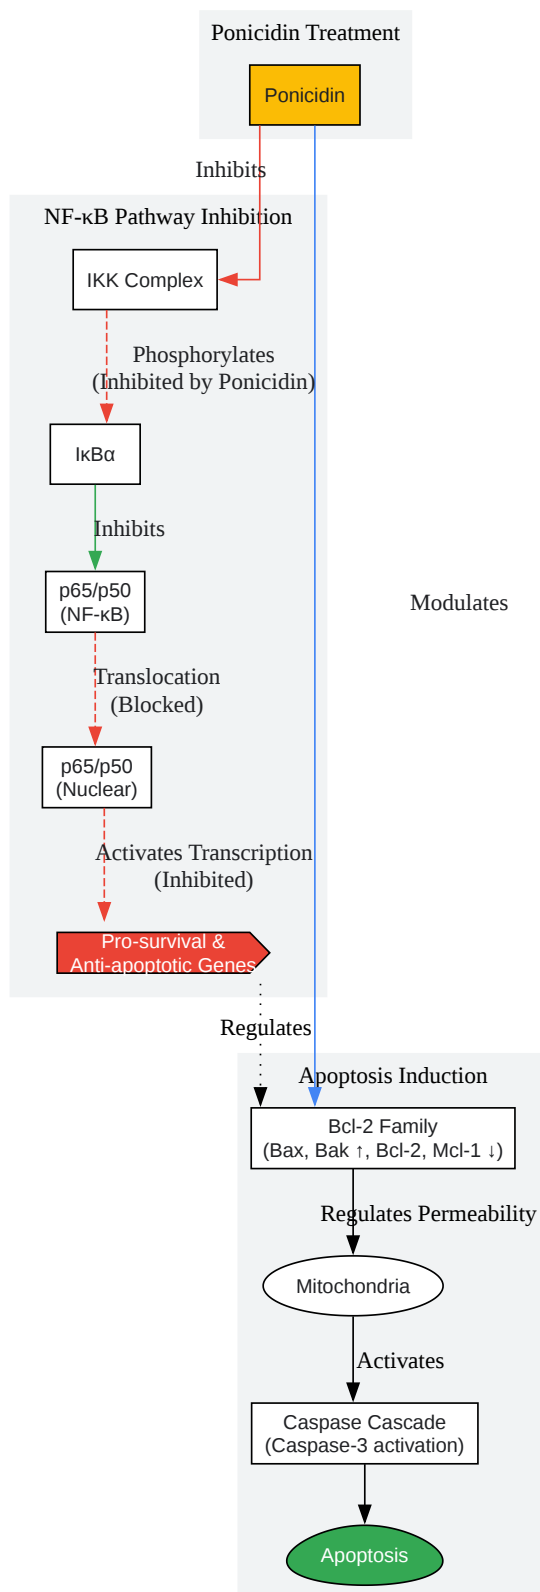 Ponicidin Treatment
Ponicidin
Inhibits
NF-κB Pathway Inhibition
IKK Complex
Phosphorylates
(Inhibited by Ponicidin)
IκBα
Inhibits
p65/p50
(NF-κB)
Modulates
Translocation
(Blocked)
p65/p50
(Nuclear)
Activates Transcription
(Inhibited)
Pro-survival &
Anti-apoptotic Genes
Regulates
Apoptosis Induction
Bcl-2 Family
(Bax, Bak ↑, Bcl-2, Mcl-1 ↓)
Regulates Permeability
Mitochondria
Activates
Caspase Cascade
(Caspase-3 activation)
Apoptosis